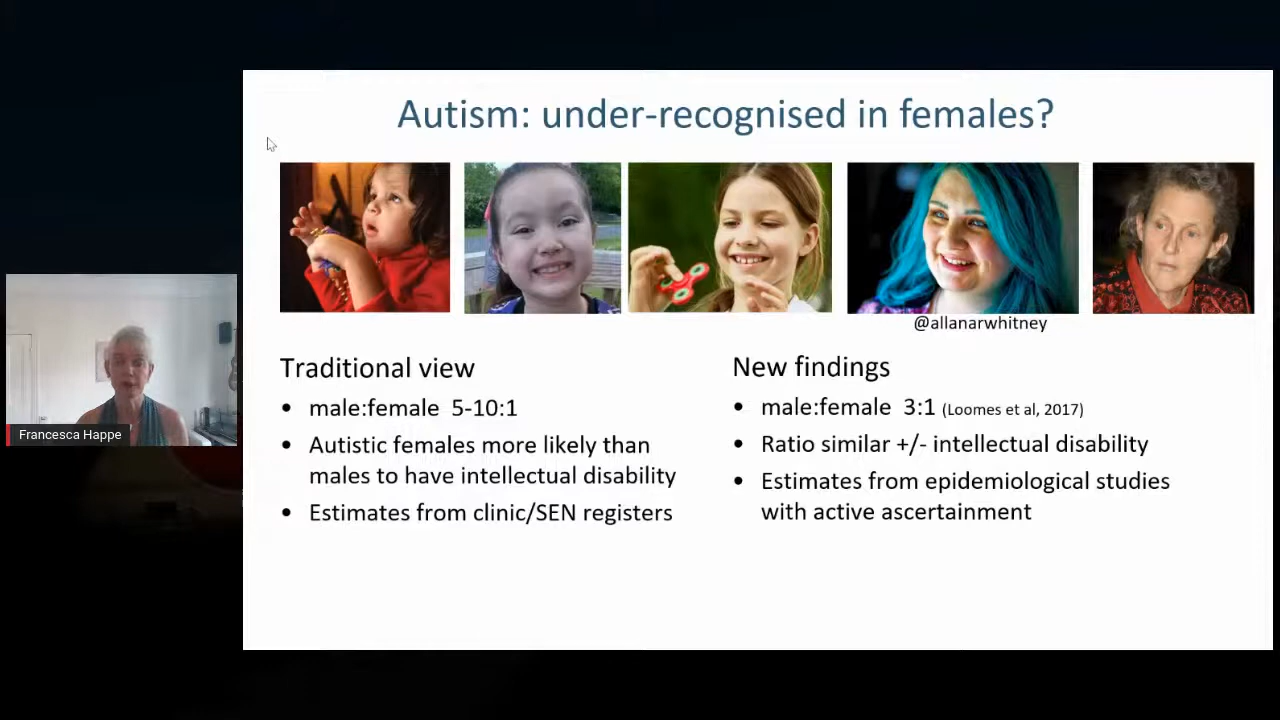 Autism: under-recognised in females?
@allanarwhitney
Francesca Happe
Traditional view
• male:female 5-10:1
• Autistic females more likely than
males to have intellectual disability
• Estimates from clinic/SEN registers
New findings
• male:female 3:1 (Loomes et al, 2017)
• Ratio similar +/- intellectual disability
• Estimates from epidemiological studies
with active ascertainment